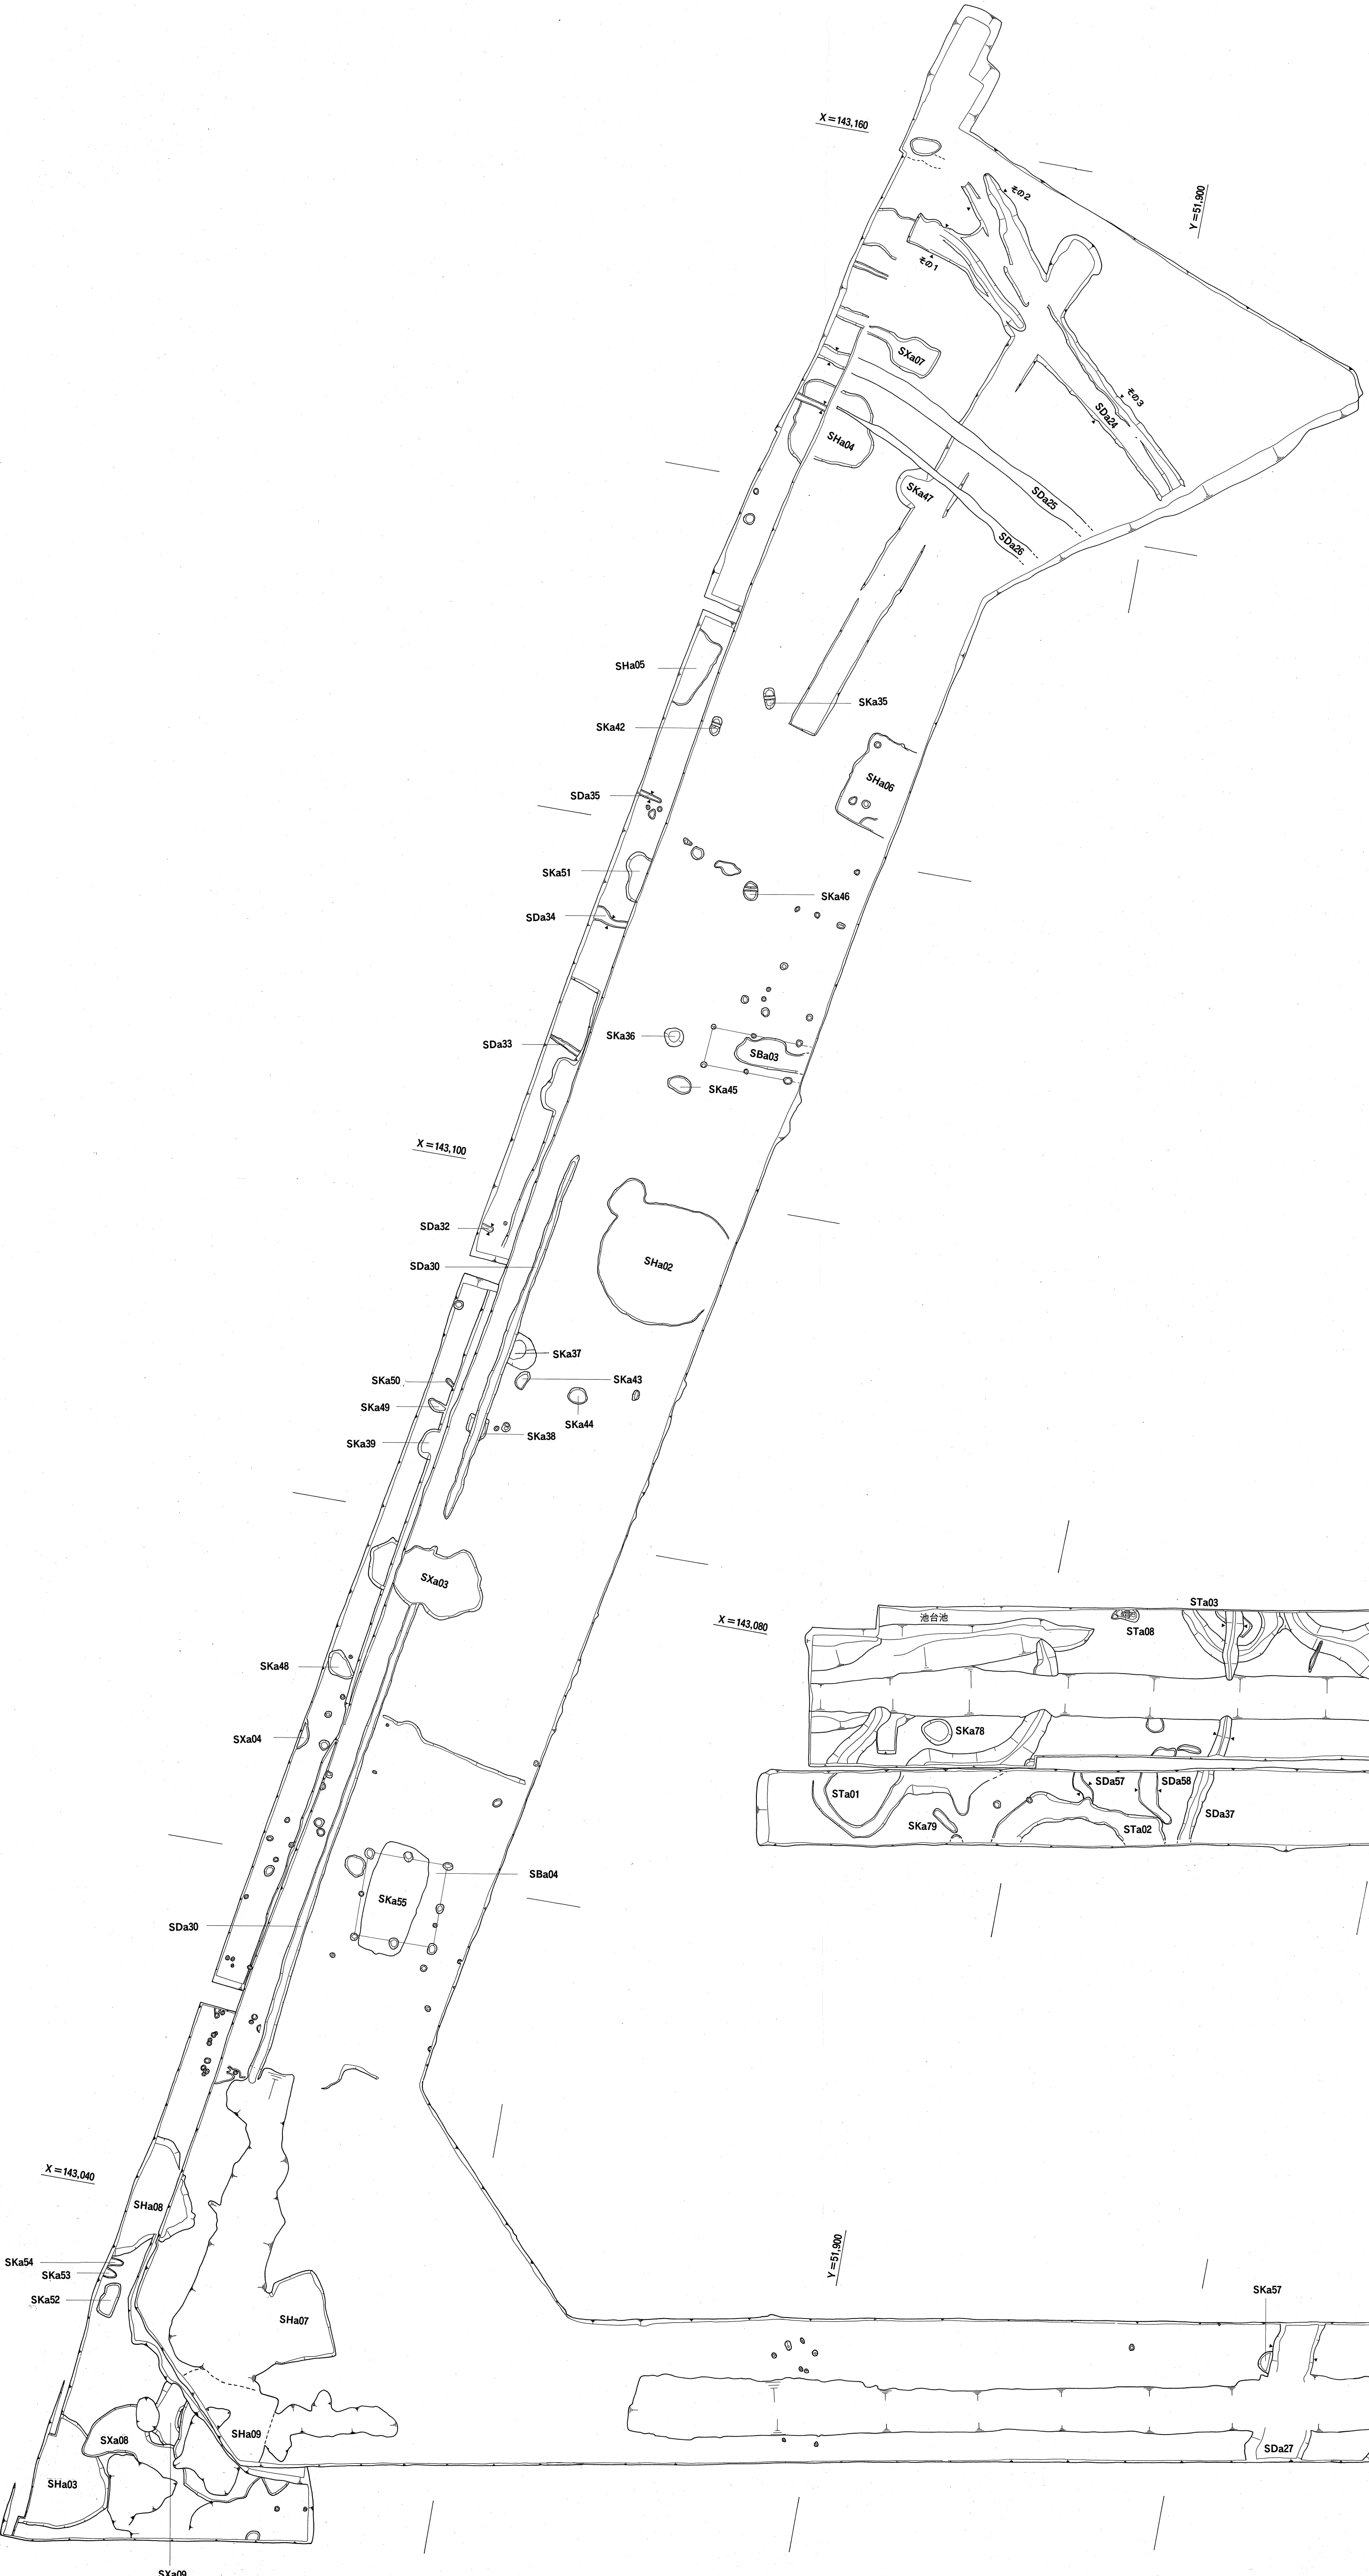 X=143,160
Y=51,900
その2
その1
SXa07
その3
SDa24
SHa04
SKa47
SDa25
SDa26
SHa05
SKa35
SKa42
SHa06
SDa35
SKa51
SKa46
SDa34
SKa36
SDa33
SBa03
SKa45
X=143,100
SDa32
SDa30
SHa02
SKa37
SKa50
SKa43
SKa49
SKa44
SKa39
SKa38
SXa03
STa03
X=143,080
池台池
STa08
SKa48
SKa78
SXa04
SDa57
SDa58
STa01
SDa37
SKa79
STa02
SBa04
SKa55
SDa30
X=143,040
SHa08
SKa54
SKa53
SKa52
Y=51,900
SKa57
SHa07
SHa09
SXa08
SDa27
SHa03
SXa09